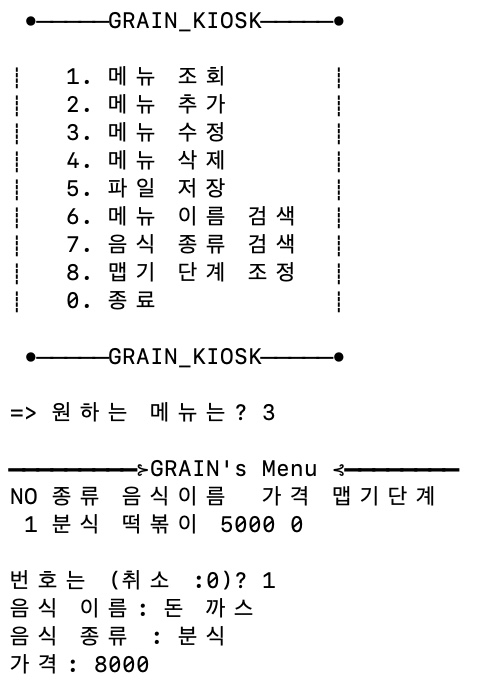 ●─────GRAIN_KIOSK─────●
┆ 1. 메뉴 조회 ┆
┆ 2. 메뉴 추가 ┆
┆ 3. 메뉴 수정 ┆
┆ 4. 메뉴 삭제 ┆
┆ 5. 파일 저장 ┆
┆ 6. 메뉴 이름 검색 ┆
┆ 7. 음식 종류 검색 ┆
┆ 8. 맵기 단계 조정 ┆
┆ 0. 종료 ┆
●─────GRAIN_KIOSK─────●
=> 원하는 메뉴는? 3
━━━━━━━━━⊱GRAIN's Menu ⊰━━━━━━━━
NO 종류 음식이름 가격 맵기단계
1 분식 떡볶이 5000 0
번호는 (취소 :0)? 1
음식 이름: 돈 까스
음식 종류 : 분식
가격: 8000